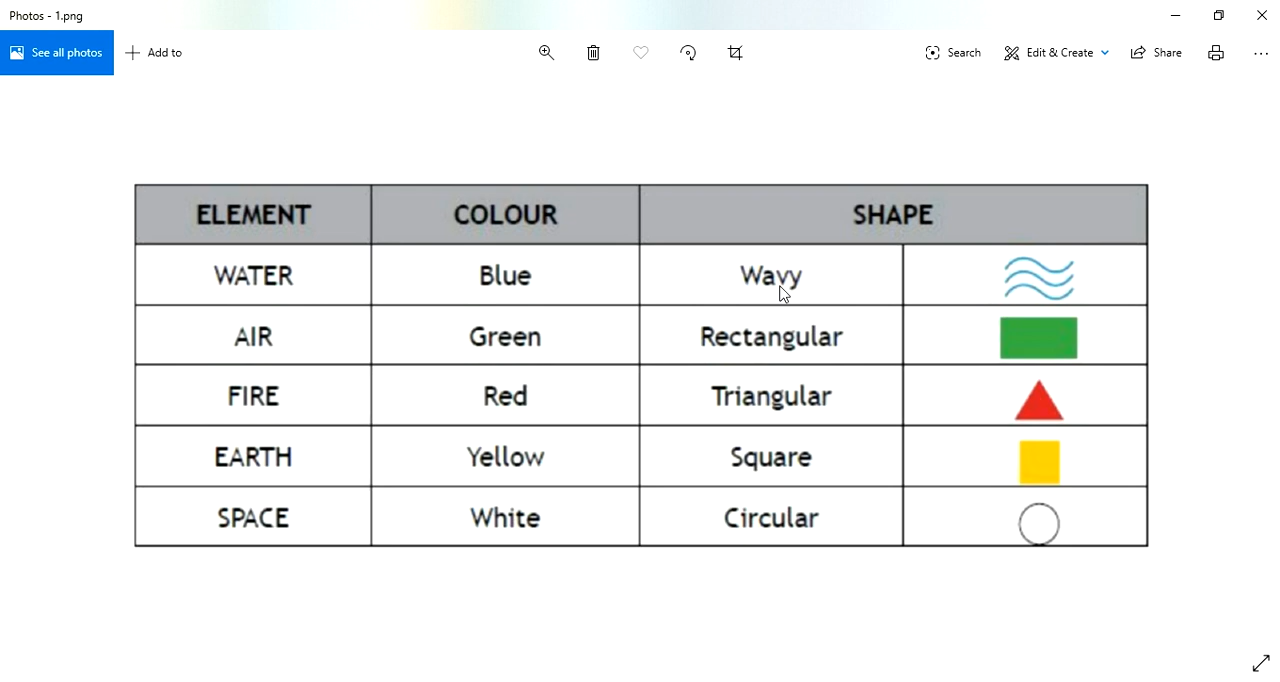 Photos - 1.png
See all photos
Add to
Search
Edit & Create
Share
ELEMENT COLOUR SHAPE
WATER Blue Wavy
AIR Green Rectangular
FIRE Red Triangular
EARTH Yellow Square
SPACE White Circular